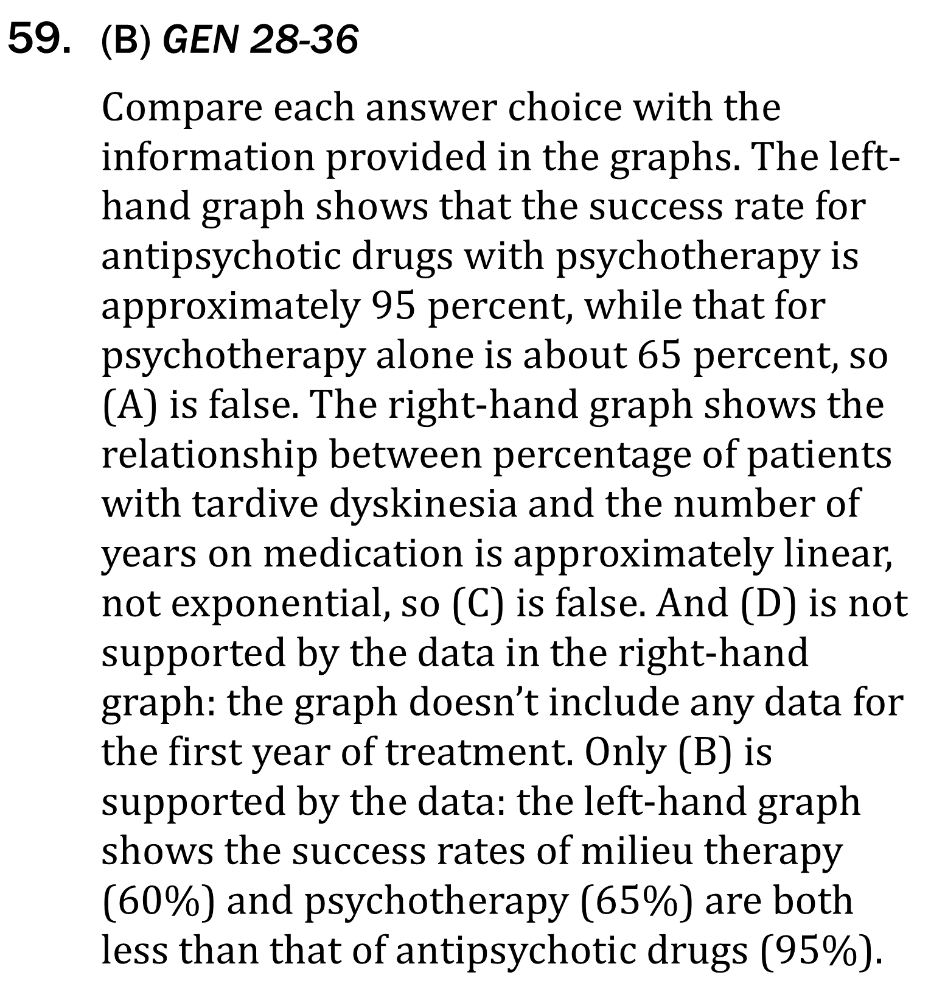 59. (B) GEN 28-36
Compare each answer choice with the
information provided in the graphs. The left-
hand graph shows that the success rate for
antipsychotic drugs with psychotherapy is
approximately 95 percent, while that for
psychotherapy alone is about 65 percent, so
(A) is false. The right-hand graph shows the
relationship between percentage of patients
with tardive dyskinesia and the number of
years on medication is approximately linear,
not exponential, so (C) is false. And (D) is not
supported by the data in the right-hand
graph: the graph doesn’t include any data for
the first year of treatment. Only (B) is
supported by the data: the left-hand graph
shows the success rates of milieu therapy
(60%) and psychotherapy (65%) are both
less than that of antipsychotic drugs (95%).